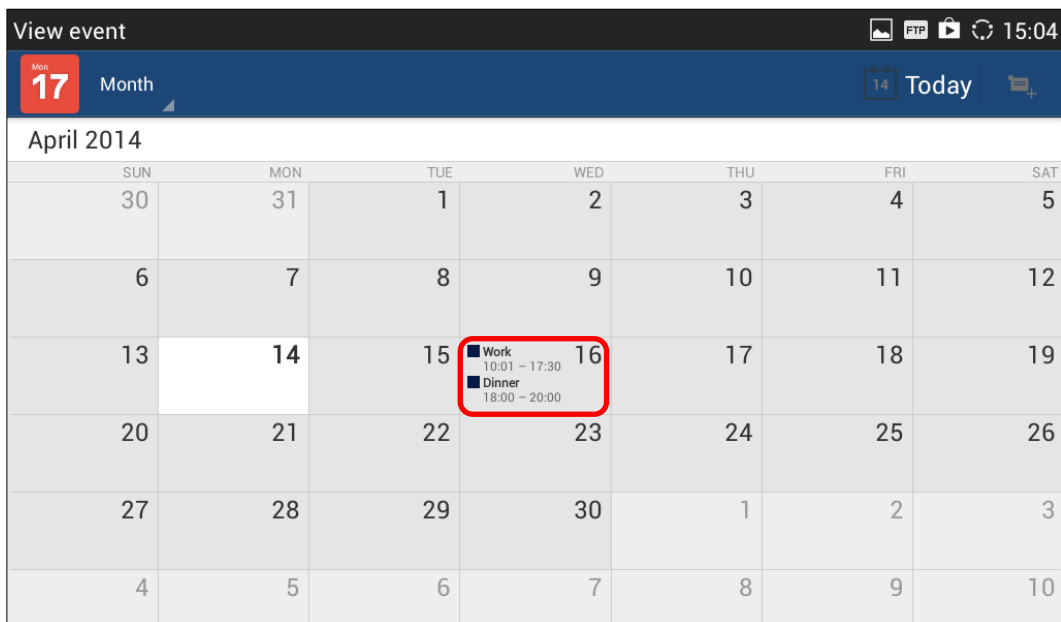 View event FTP 15:04
Mon
17 Month 14 Today
April 2014
SUN MON TUE WED THU FRI SAT
30 31 1 2 3 4 5
6 7 8 9 10 11 12
13 14 15 16 17 18 19
Work
10:01 – 17:30
Dinner
18:00 – 20:00
20 21 22 23 24 25 26
27 28 29 30 1 2 3
4 5 6 7 8 9 10